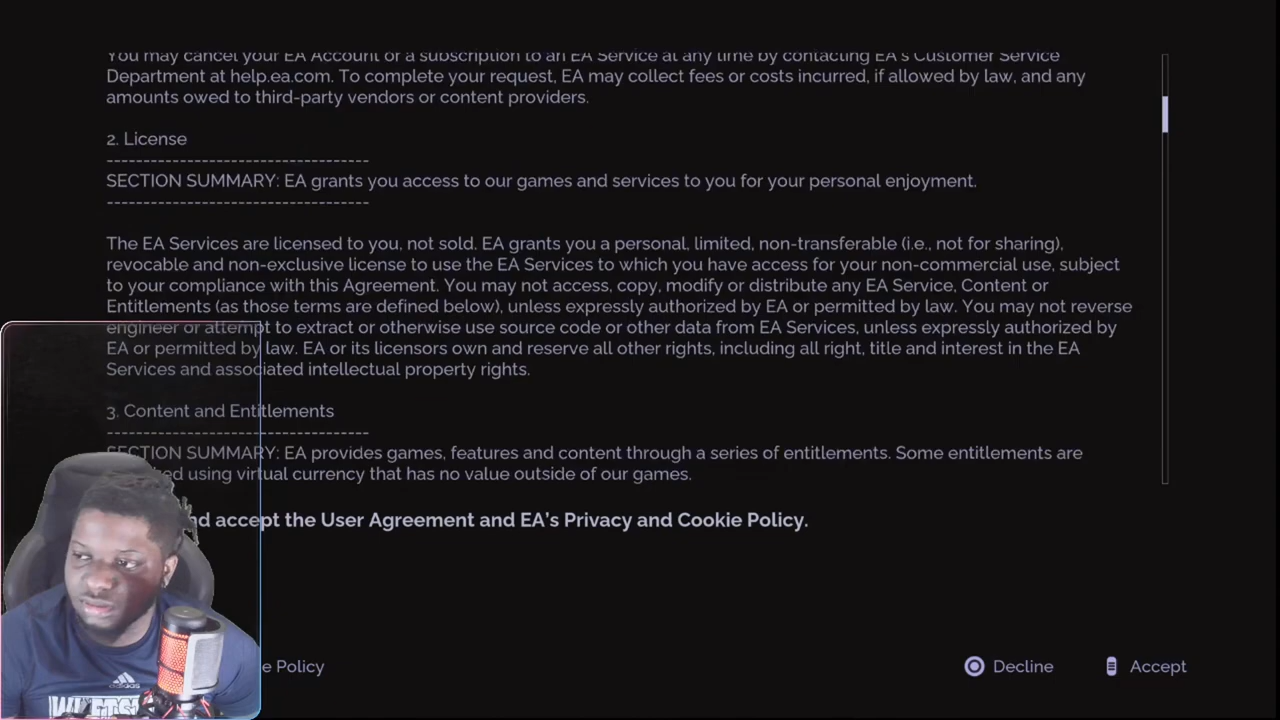 You may cancel your EA Account or a subscription to an EA Service at any time by contacting EA's Customer Service
Department at help.ea.com. To complete your request, EA may collect fees or costs incurred, if allowed by law, and any
amounts owed to third-party vendors or content providers.
2. License
-----------------------------------
SECTION SUMMARY: EA grants you access to our games and services to you for your personal enjoyment.
-----------------------------------
The EA Services are licensed to you, not sold. EA grants you a personal, limited, non-transferable (i.e., not for sharing),
revocable and non-exclusive license to use the EA Services to which you have access for your non-commercial use, subject
to your compliance with this Agreement. You may not access, copy, modify or distribute any EA Service, Content or
Entitlements (as those terms are defined below), unless expressly authorized by EA or permitted by law. You may not reverse
engineer or attempt to extract or otherwise use source code or other data from EA Services, unless expressly authorized by
EA or permitted by law. EA or its licensors own and reserve all other rights, including all right, title and interest in the EA
Services and associated intellectual property rights.
3. Content and Entitlements
-----------------------------------
SECTION SUMMARY: EA provides games, features and content through a series of entitlements. Some entitlements are
using virtual currency that has no value outside of our games.
accept the User Agreement and EA's Privacy and Cookie Policy.
Policy
Decline
Accept
adidas